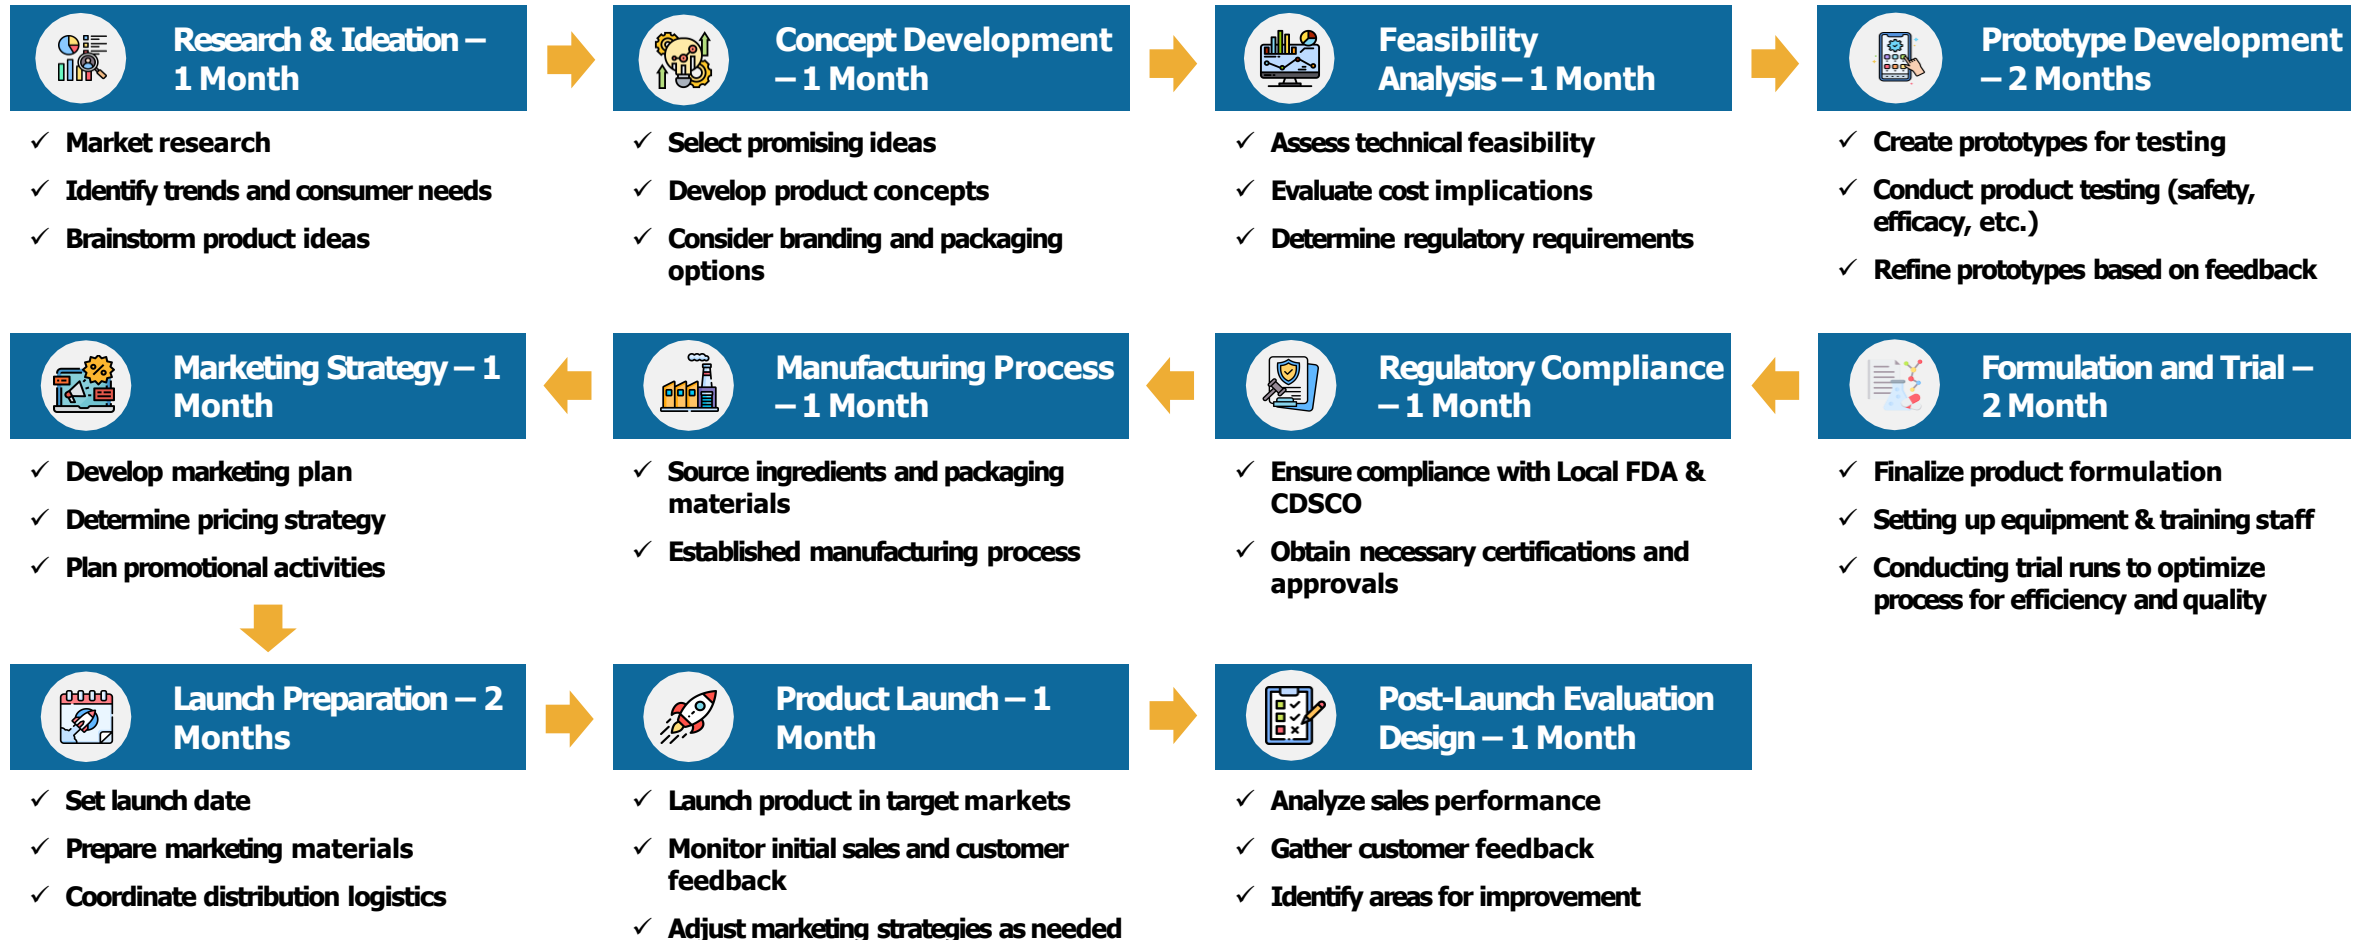 Research & Ideation –
1 Month
✓ Market research
✓ Identify trends and consumer needs
✓ Brainstorm product ideas
Concept Development
– 1 Month
✓ Select promising ideas
✓ Develop product concepts
✓ Consider branding and packaging
options
Feasibility
Analysis – 1 Month
✓ Assess technical feasibility
✓ Evaluate cost implications
✓ Determine regulatory requirements
Prototype Development
– 2 Months
✓ Create prototypes for testing
✓ Conduct product testing (safety,
efficacy, etc.)
✓ Refine prototypes based on feedback
Formulation and Trial –
2 Month
✓ Finalize product formulation
✓ Setting up equipment & training staff
✓ Conducting trial runs to optimize
process for efficiency and quality
Regulatory Compliance
– 1 Month
✓ Ensure compliance with Local FDA &
CDSCO
✓ Obtain necessary certifications and
approvals
Manufacturing Process
– 1 Month
✓ Source ingredients and packaging
materials
✓ Established manufacturing process
Marketing Strategy – 1
Month
✓ Develop marketing plan
✓ Determine pricing strategy
✓ Plan promotional activities
Launch Preparation – 2
Months
✓ Set launch date
✓ Prepare marketing materials
✓ Coordinate distribution logistics
Product Launch – 1
Month
✓ Launch product in target markets
✓ Monitor initial sales and customer
feedback
✓ Adjust marketing strategies as needed
Post-Launch Evaluation
Design – 1 Month
✓ Analyze sales performance
✓ Gather customer feedback
✓ Identify areas for improvement